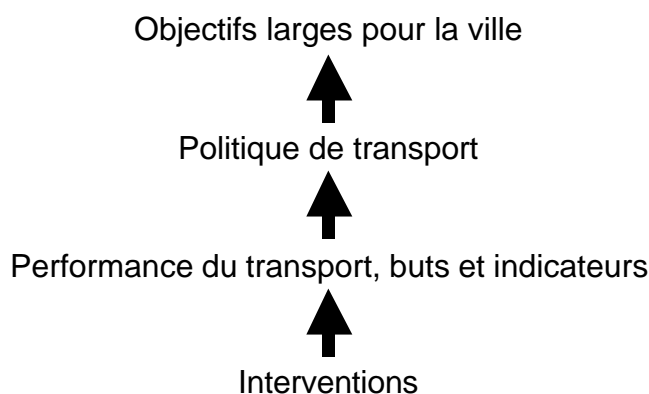 Objectifs larges pour la ville
Politique de transport
Performance du transport, buts et indicateurs
Interventions